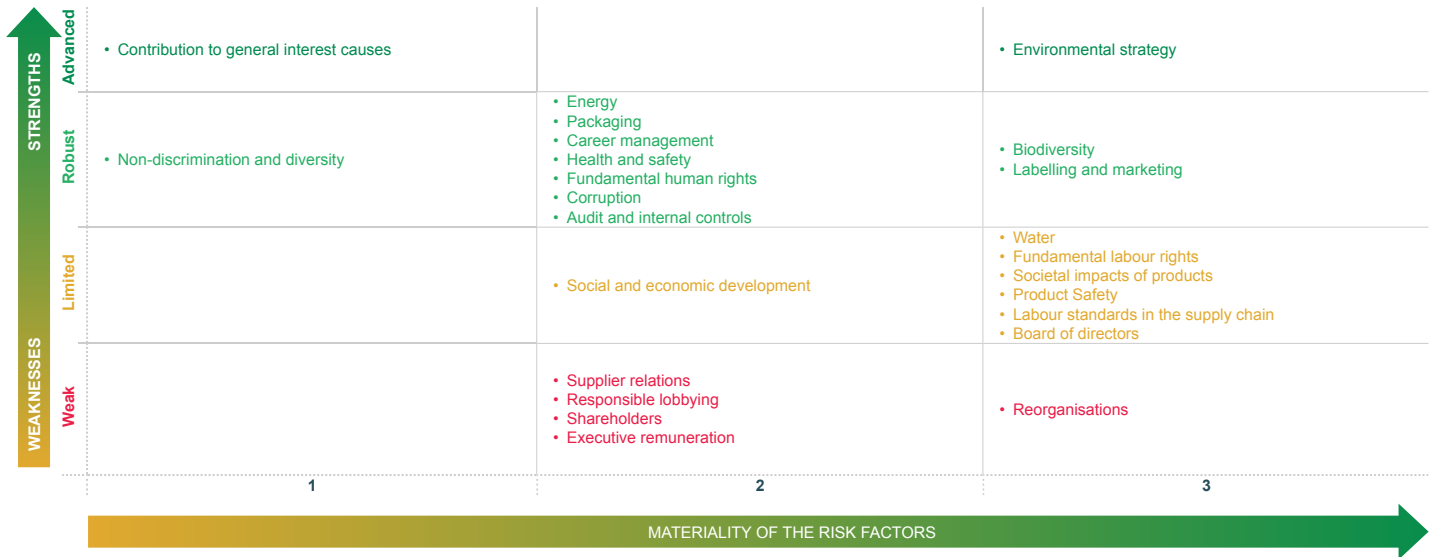 STRENGTHS
WEAKNESSES
Advanced
• Contribution to general interest causes
• Environmental strategy
Robust
• Non-discrimination and diversity
• Energy
• Packaging
• Career management
• Health and safety
• Fundamental human rights
• Corruption
• Audit and internal controls
• Biodiversity
• Labelling and marketing
Limited
• Social and economic development
• Water
• Fundamental labour rights
• Societal impacts of products
• Product Safety
• Labour standards in the supply chain
• Board of directors
Weak
• Supplier relations
• Responsible lobbying
• Shareholders
• Executive remuneration
• Reorganisations
1
2
3
MATERIALITY OF THE RISK FACTORS